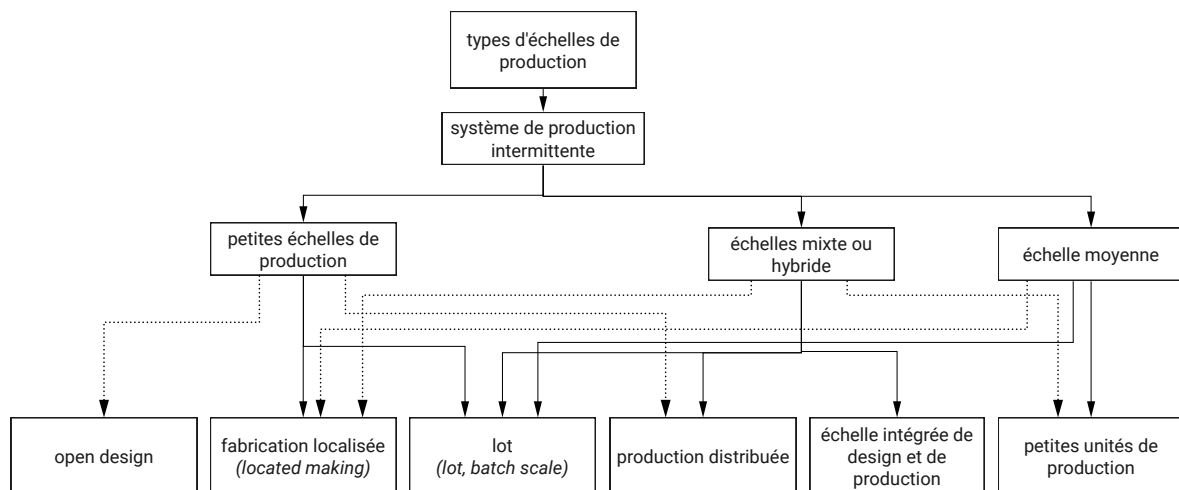 types d'échelles de
production
système de production
intermittente
petites échelles de
production
échelles mixte ou
hybride
échelle moyenne
open design
fabrication localisée
(located making)
lot
(lot, batch scale)
production distribuée
échelle intégrée de
design et de
production
petites unités de
production